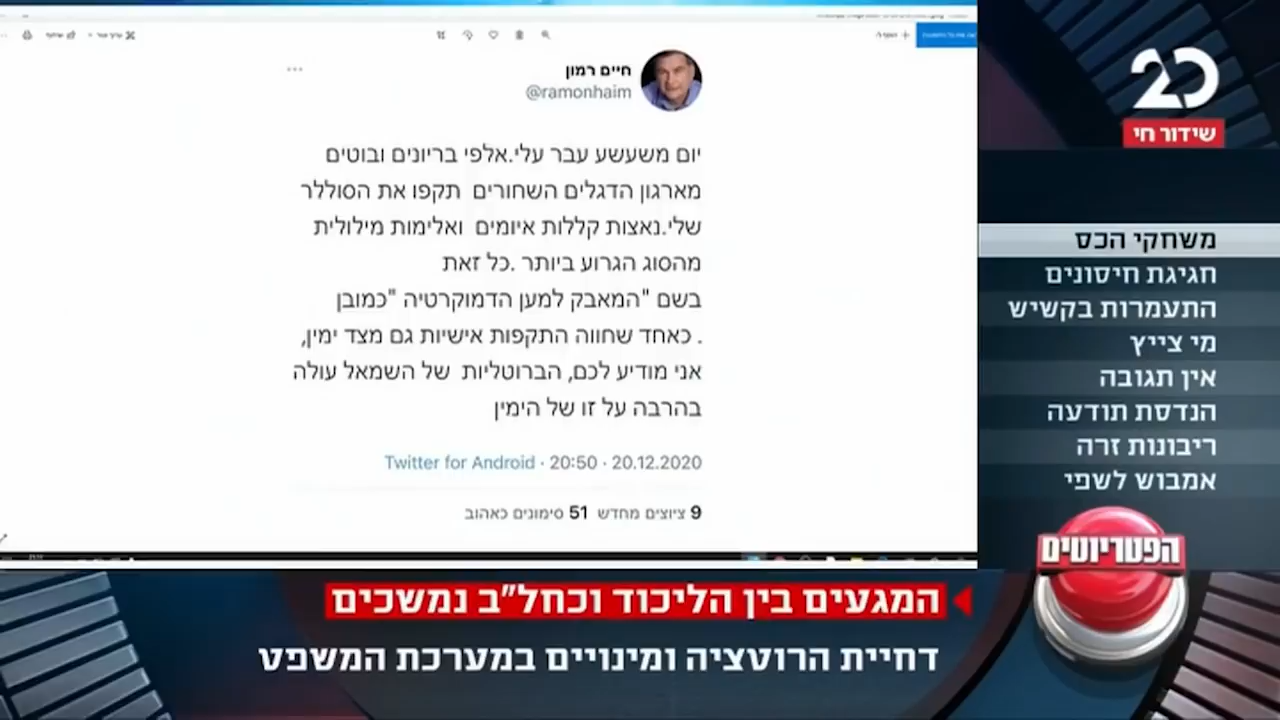 חיים רמון
@ramonhaim
יום משעשע עבר עלי.אלפי בריונים ובוטים
מארגון הדגלים השחורים תקפו את הסוללר
שלי.נאצות קללות איומים ואלימות מילולית
מהסוג הגרוע ביותר .כל זאת
בשם "המאבק למען הדמוקרטיה "כמובן
. כאחד שחווה התקפות אישיות גם מצד ימין,
אני מודיע לכם, הברוטליות של השמאל עולה
בהרבה על זו של הימין
20:50 · 20.12.2020 · Twitter for Android
9 ציוצים מחדש 51 סימונים כאהוב
20
שידור חי
משחקי הכס
חגיגת חיסונים
התעמרות בקשיש
מי צייץ
אין תגובה
הנדסת תודעה
ריבונות זרה
אמבוש לשפי
הפטריוטים
המגעים בין הליכוד וכחל"ב נמשכים
דחיית הרוטציה ומינויים במערכת המשפט